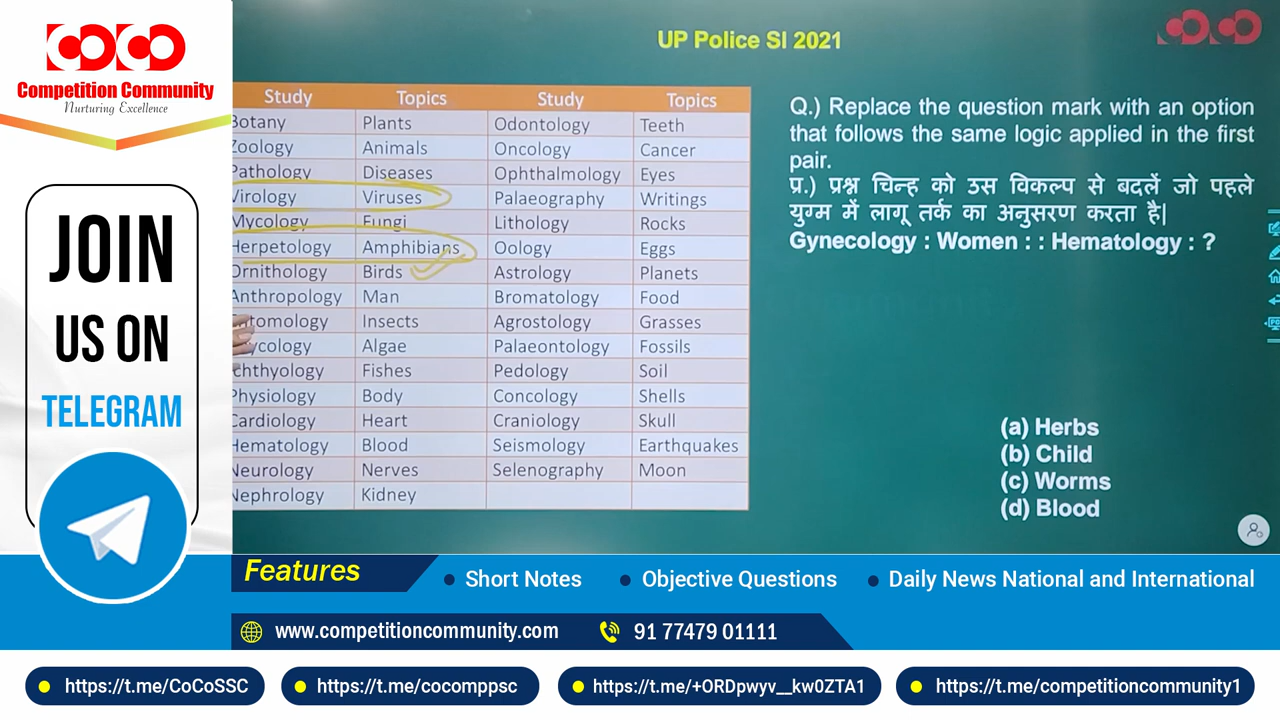 COCO
Competition Community
Nurturing Excellence
JOIN
US ON
TELEGRAM
UP Police SI 2021
COCO
Study Topics Study Topics
Botany Plants Odontology Teeth
Zoology Animals Oncology Cancer
Pathology Diseases Ophthalmology Eyes
Virology Viruses Palaeography Writings
Mycology Fungi Lithology Rocks
Herpetology Amphibians Oology Eggs
Ornithology Birds Astrology Planets
Anthropology Man Bromatology Food
tomology Insects Agrostology Grasses
ycology Algae Palaeontology Fossils
chthyology Fishes Pedology Soil
Physiology Body Concology Shells
Cardiology Heart Craniology Skull
Hematology Blood Seismology Earthquakes
Neurology Nerves Selenography Moon
Nephrology Kidney
Q.) Replace the question mark with an option
that follows the same logic applied in the first
pair.
प्र.) प्रश्न चिन्ह को उस विकल्प से बदलें जो पहले
युग्म में लागू तर्क का अनुसरण करता है|
Gynecology : Women : : Hematology : ?
(a) Herbs
(b) Child
(c) Worms
(d) Blood
Features
Short Notes
Objective Questions
Daily News National and International
www.competitioncommunity.com
91 77479 01111
https://t.me/CoCoSSC
https://t.me/cocomppsc
https://t.me/+ORDpwyv__kw0ZTA1
https://t.me/competitioncommunity1